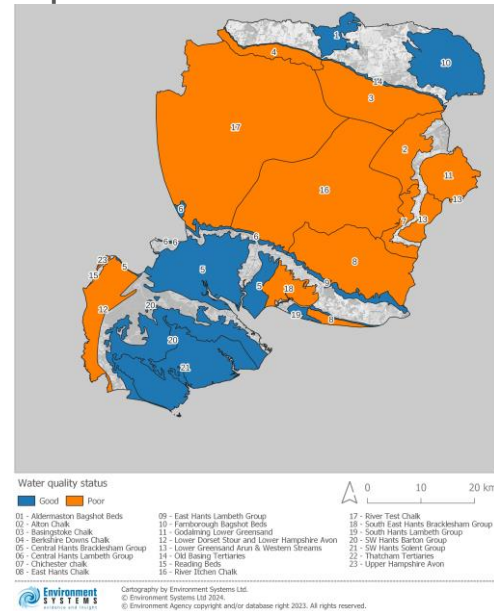 1
10
4
14
3
17
2
11
16
13
7
13
6
6
6 6
8
23
5
15
5
9
5
18
12
20
19
8
20
21
Water quality status
Good Poor
0 10 20 km
01 - Aldermaston Bagshot Beds
02 - Alton Chalk
03 - Basingstoke Chalk
04 - Berkshire Downs Chalk
05 - Central Hants Bracklesham Group
06 - Central Hants Lambeth Group
07 - Chichester chalk
08 - East Hants Chalk
09 - East Hants Lambeth Group
10 - Farnborough Bagshot Beds
11 - Godalming Lower Greensand
12 - Lower Dorset Stour and Lower Hampshire Avon
13 - Lower Greensand Arun & Western Streams
14 - Old Basing Tertiaries
15 - Reading Beds
16 - River Itchen Chalk
17 - River Test Chalk
18 - South East Hants Bracklesham Group
19 - South Hants Lambeth Group
20 - SW Hants Barton Group
21 - SW Hants Solent Group
22 - Thatcham Tertiaries
23 - Upper Hampshire Avon
Environment
SYSTEMS
evidence and insight
Cartography by Environment Systems Ltd.
© Environment Systems Ltd 2024.
© Environment Agency copyright and/or database right 2023. All rights reserved.